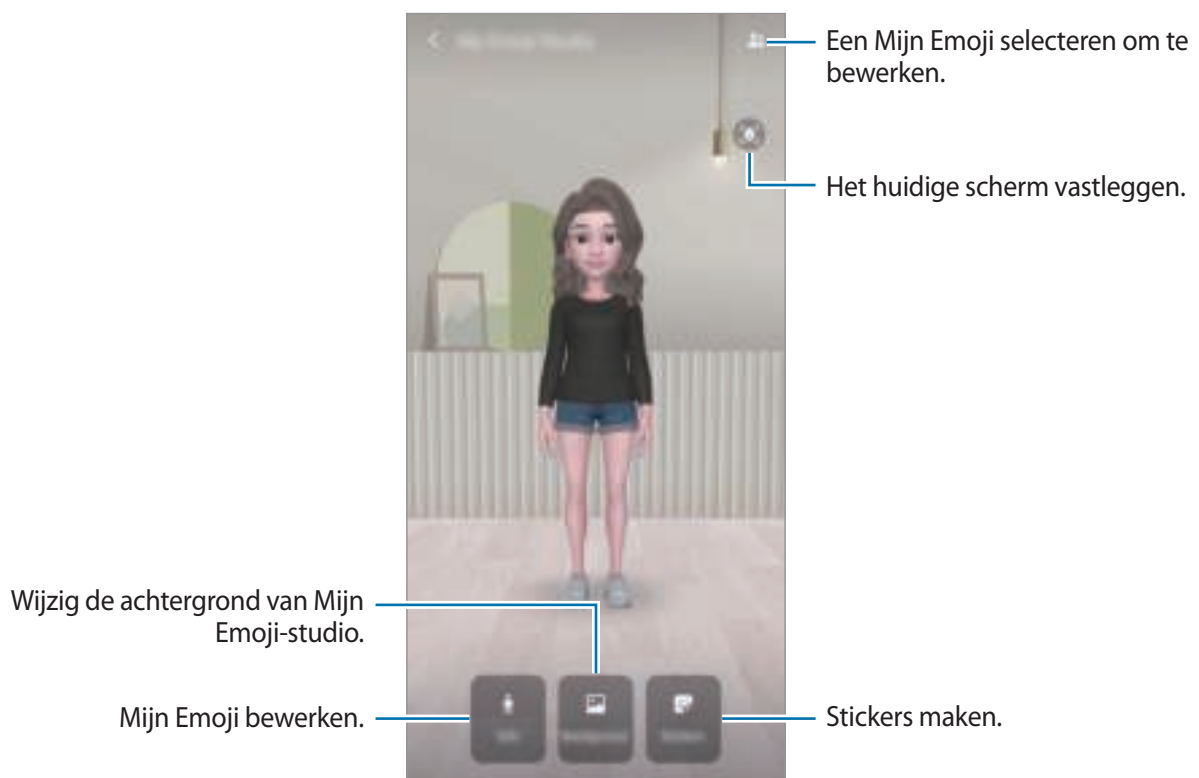 Een Mijn Emoji selecteren om te
bewerken.
Het huidige scherm vastleggen.
Wijzig de achtergrond van Mijn
Emoji-studio.
Mijn Emoji bewerken.
Stickers maken.